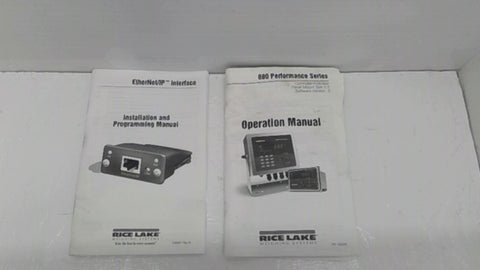 EtherNet/IP™ Interface
Installation and
Programming Manual
RICE LAKE
WEIGHING SYSTEMS
880 Performance Series
Operation Manual
RICE LAKE
WEIGHING SYSTEMS